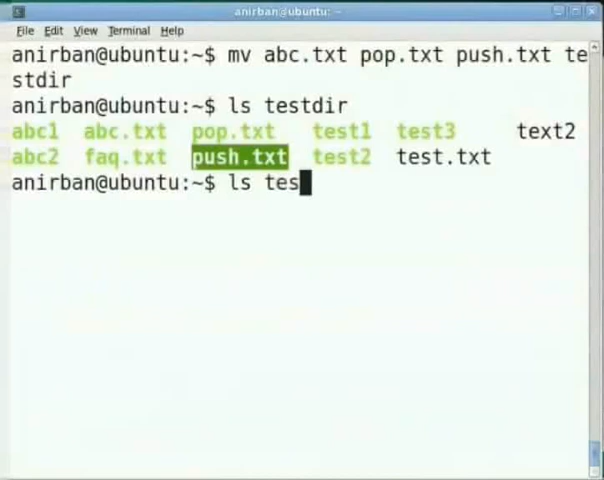 anirban@ubuntu: ~
File Edit View Terminal Help
anirban@ubuntu:~$ mv abc.txt pop.txt push.txt te
stdir
anirban@ubuntu:~$ ls testdir
abc1 abc.txt pop.txt test1 test3 text2
abc2 faq.txt push.txt test2 test.txt
anirban@ubuntu:~$ ls tes